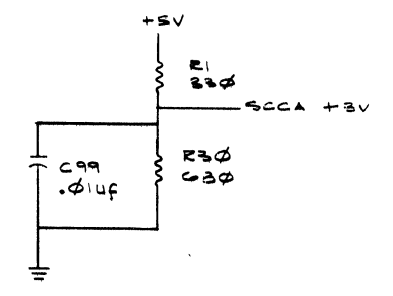 +5V
R1
33Ø
SCCA +3V
C99
.Ø1uf
R3Ø
63Ø